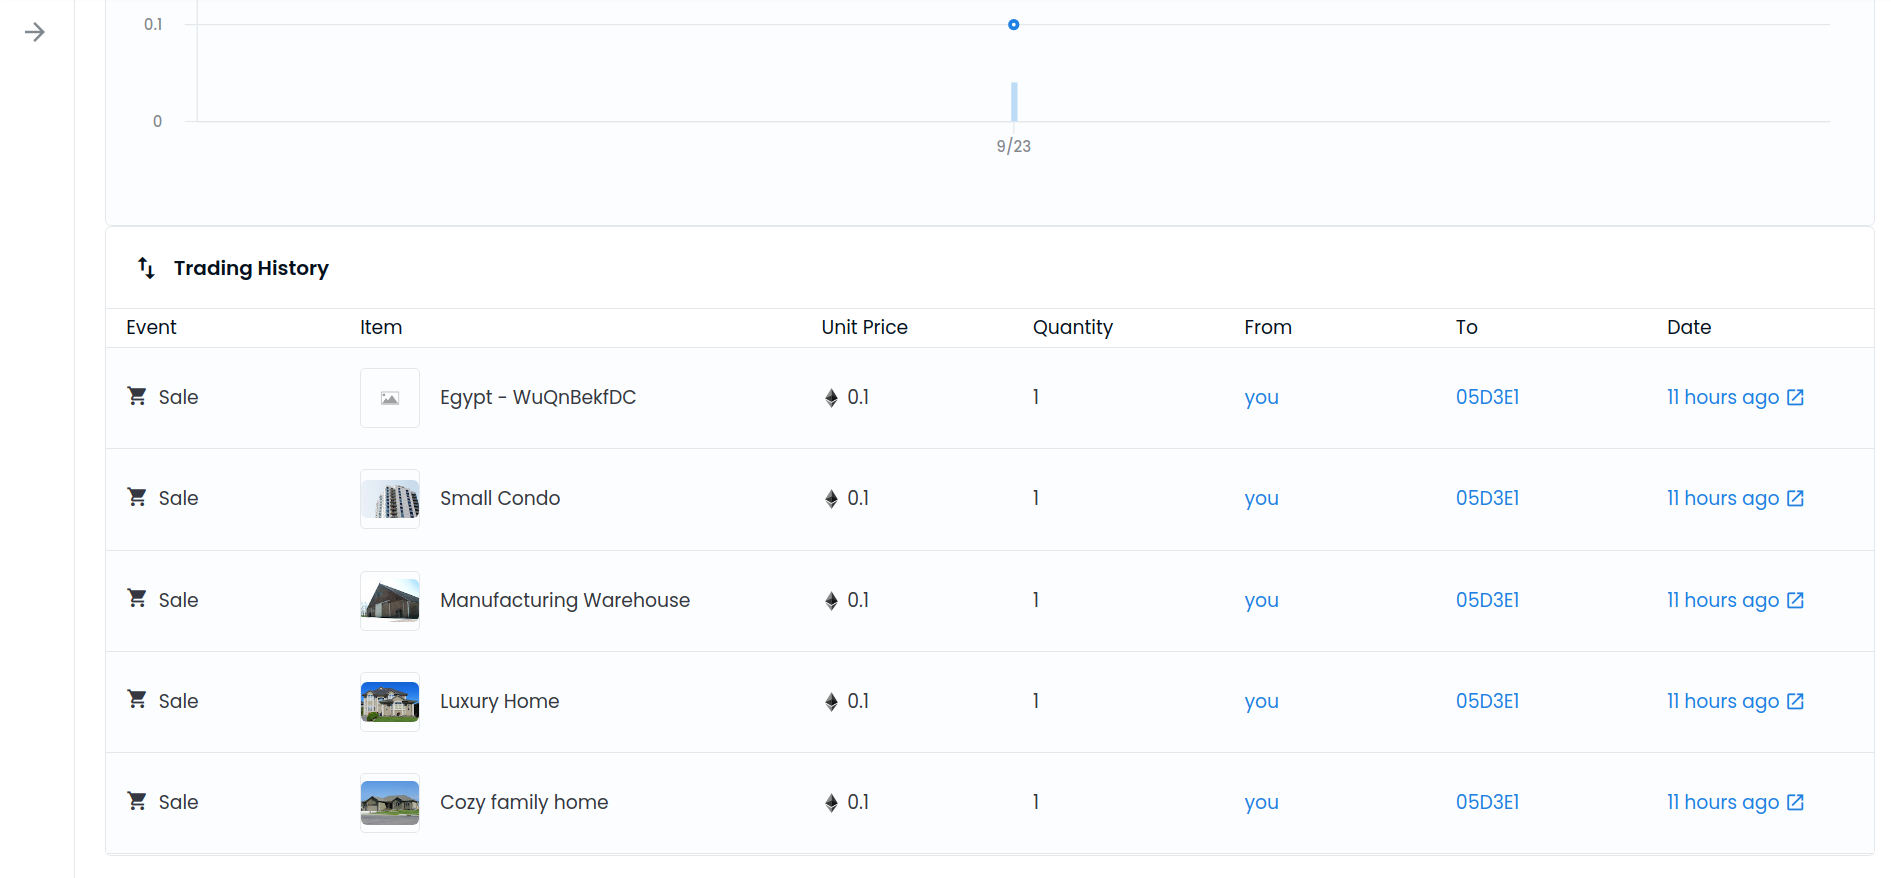 0.1
0
9/23
Trading History
Event Item Unit Price Quantity From To Date
Sale Egypt - WuQnBekfDC 0.1 1 you 05D3E1 11 hours ago
Sale Small Condo 0.1 1 you 05D3E1 11 hours ago
Sale Manufacturing Warehouse 0.1 1 you 05D3E1 11 hours ago
Sale Luxury Home 0.1 1 you 05D3E1 11 hours ago
Sale Cozy family home 0.1 1 you 05D3E1 11 hours ago